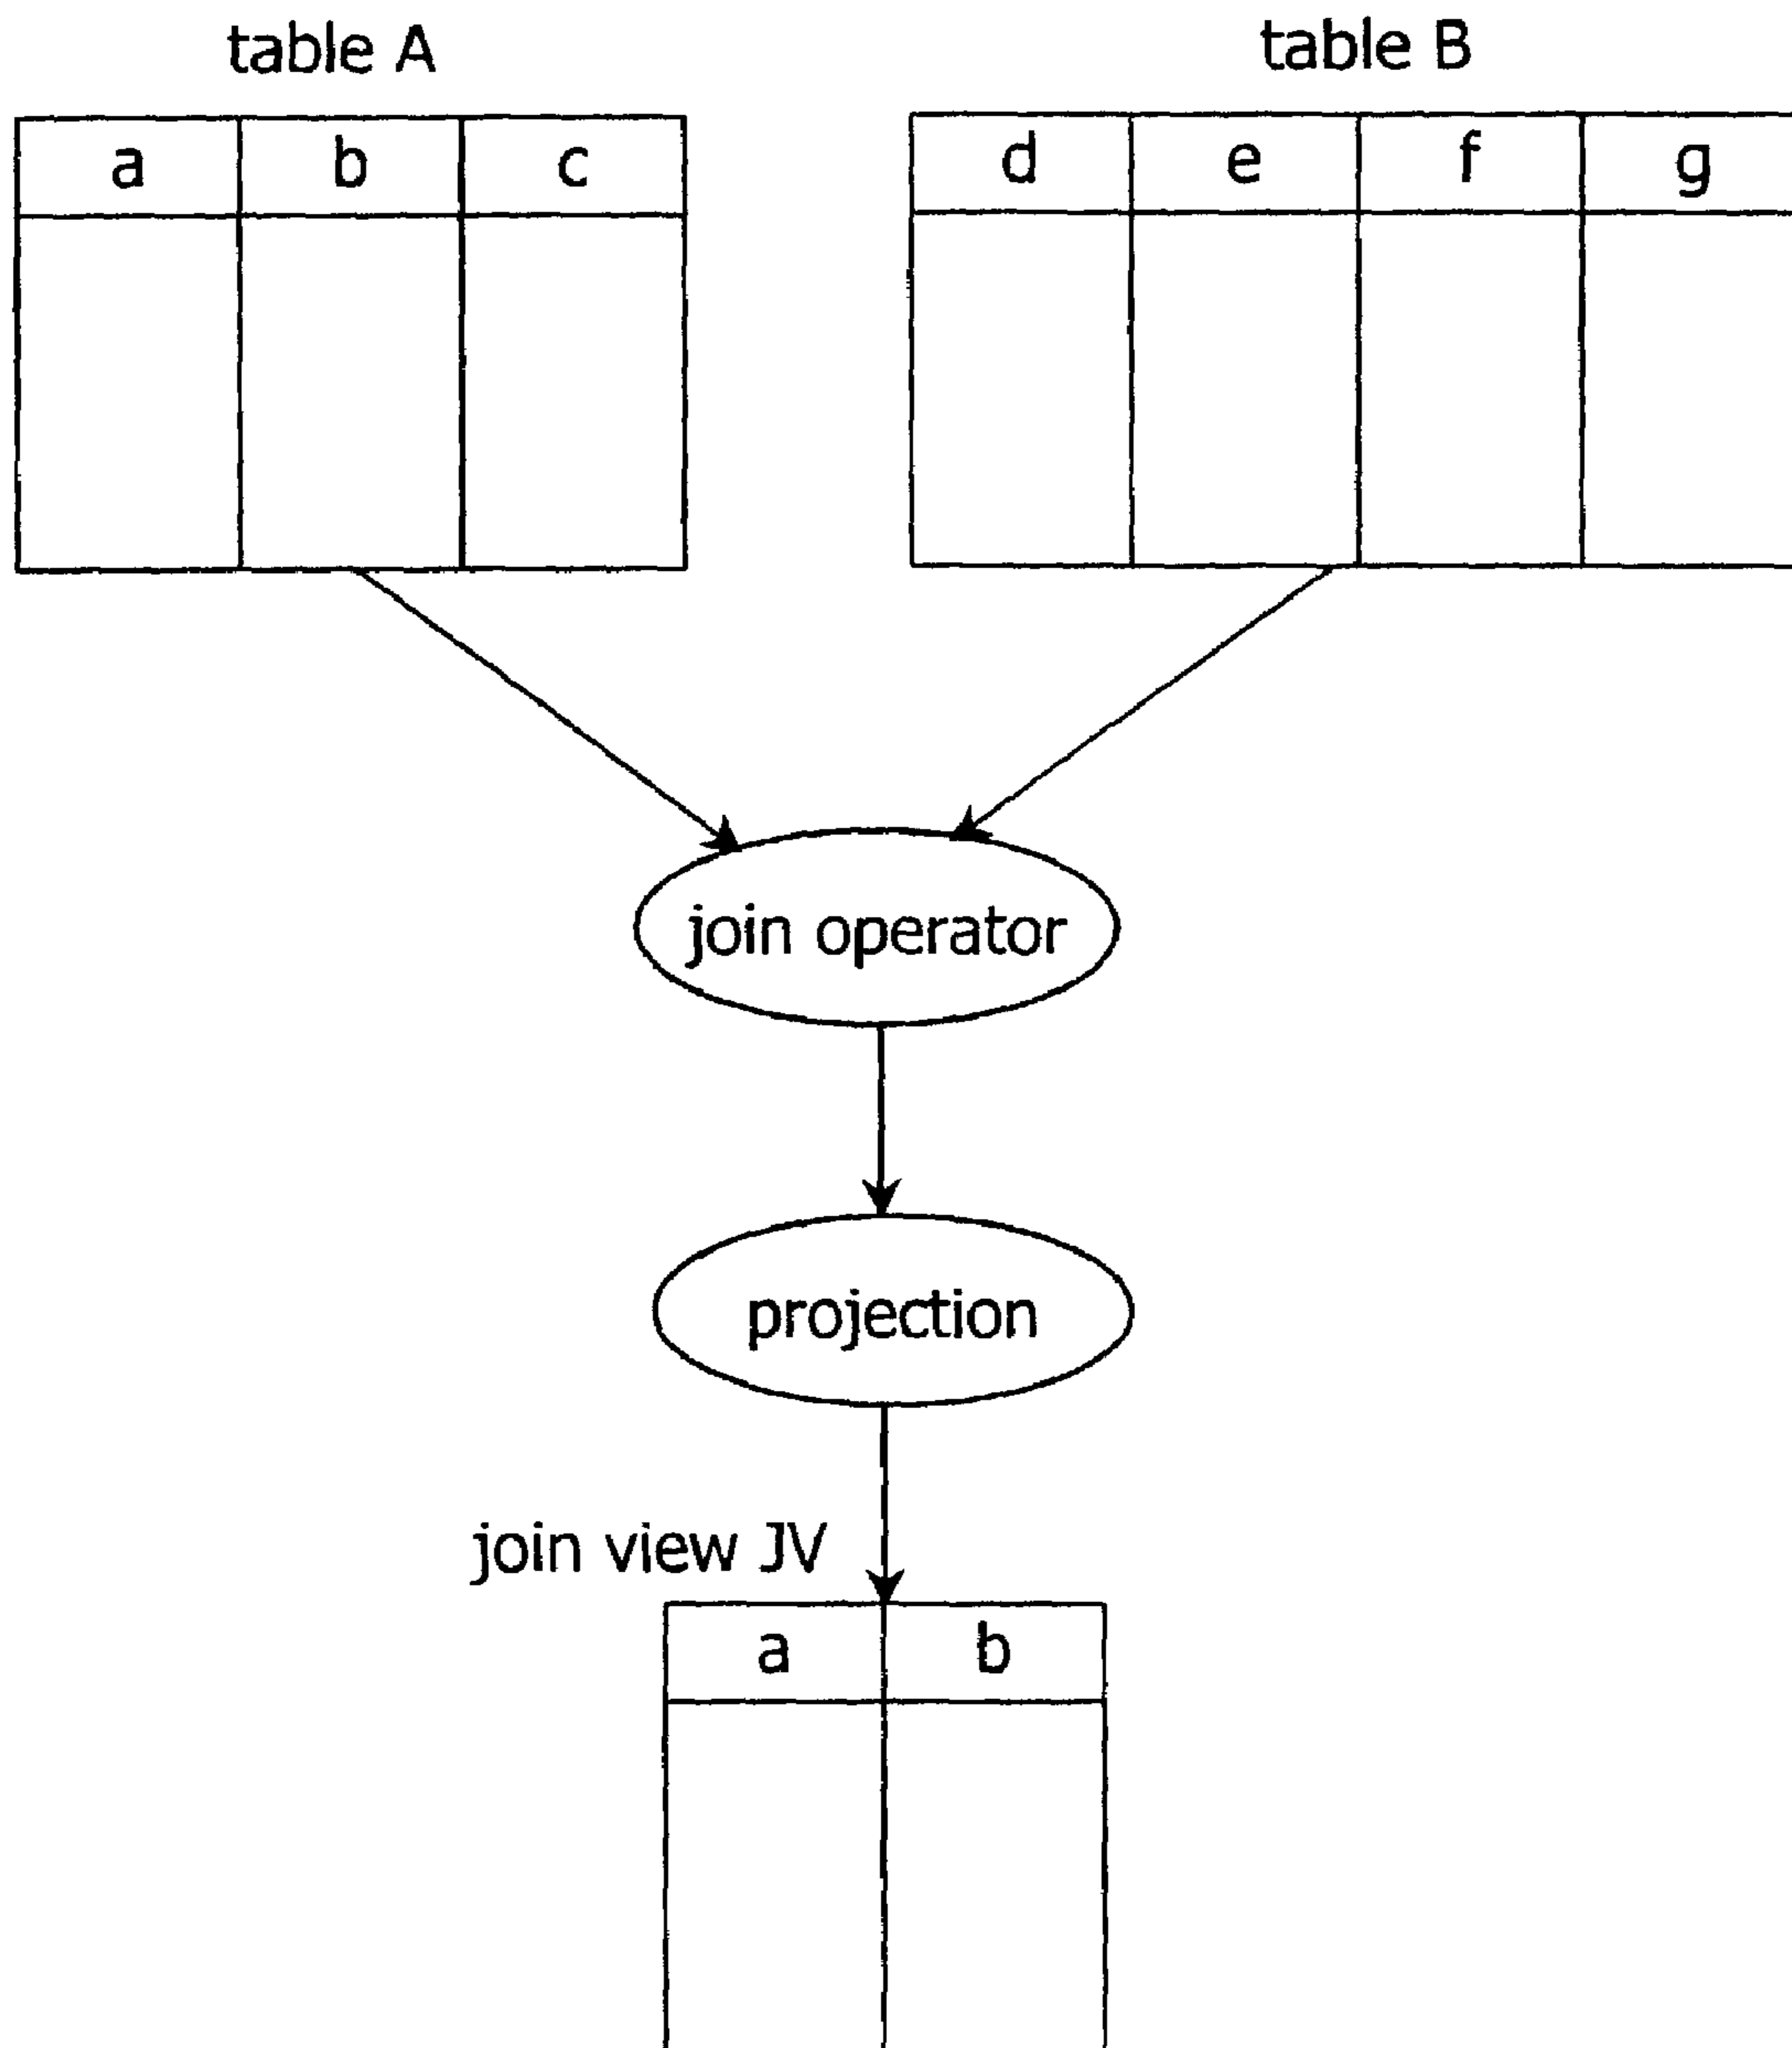 table A
table B
a b c
d e f g
join operator
projection
join view JV
a b